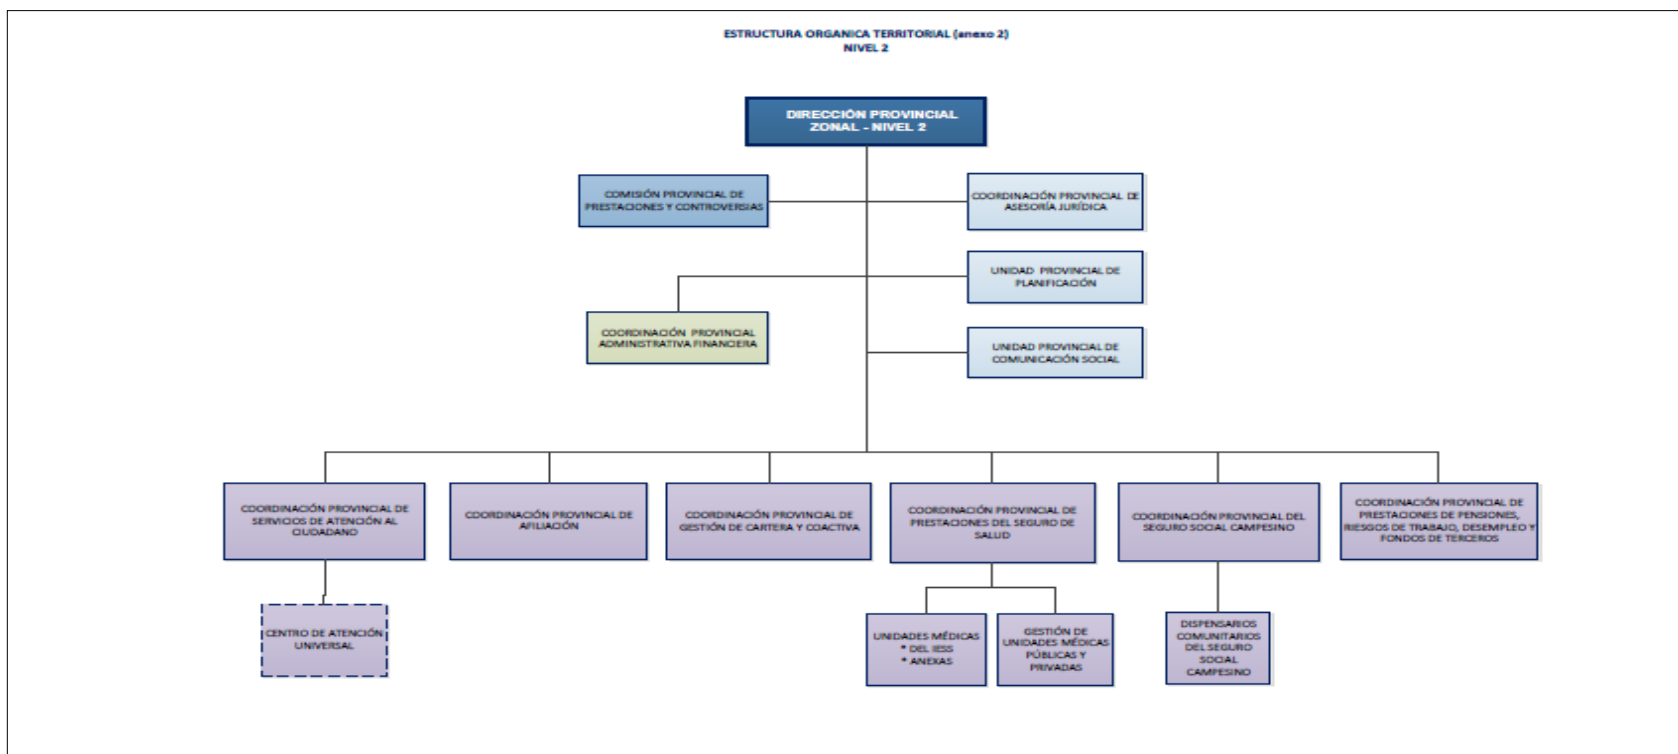 ESTRUCTURA ORGANICA TERRITORIAL (anexo 2)
NIVEL 2
DIRECCIÓN PROVINCIAL
ZONAL - NIVEL 2
COMISIÓN PROVINCIAL DE
PRESTACIONES Y CONTROVERSIAS
COORDINACIÓN PROVINCIAL DE
ASESORÍA JURÍDICA
UNIDAD PROVINCIAL DE
PLANIFICACIÓN
COORDINACIÓN PROVINCIAL
ADMINISTRATIVA FINANCIERA
UNIDAD PROVINCIAL DE
COMUNICACIÓN SOCIAL
COORDINACIÓN PROVINCIAL DE
SERVICIOS DE ATENCIÓN AL
CIUDADANO
COORDINACIÓN PROVINCIAL DE
AFILIACIÓN
COORDINACIÓN PROVINCIAL DE
GESTIÓN DE CARTERA Y COACTIVA
COORDINACIÓN PROVINCIAL DE
PRESTACIONES DEL SEGURO DE
SALUD
COORDINACIÓN PROVINCIAL DEL
SEGURO SOCIAL CAMPESINO
COORDINACIÓN PROVINCIAL DE
PRESTACIONES DE PENSIONES,
RIESGOS DE TRABAJO, DESEMPLEO Y
FONDOS DE TERCEROS
CENTRO DE ATENCIÓN
UNIVERSAL
UNIDADES MÉDICAS
* DEL IESS
* ANEXAS
GESTIÓN DE
UNIDADES MÉDICAS
PÚBLICAS Y
PRIVADAS
DISPENSARIOS
COMUNITARIOS
DEL SEGURO
SOCIAL
CAMPESINO